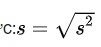 c:s = √s²